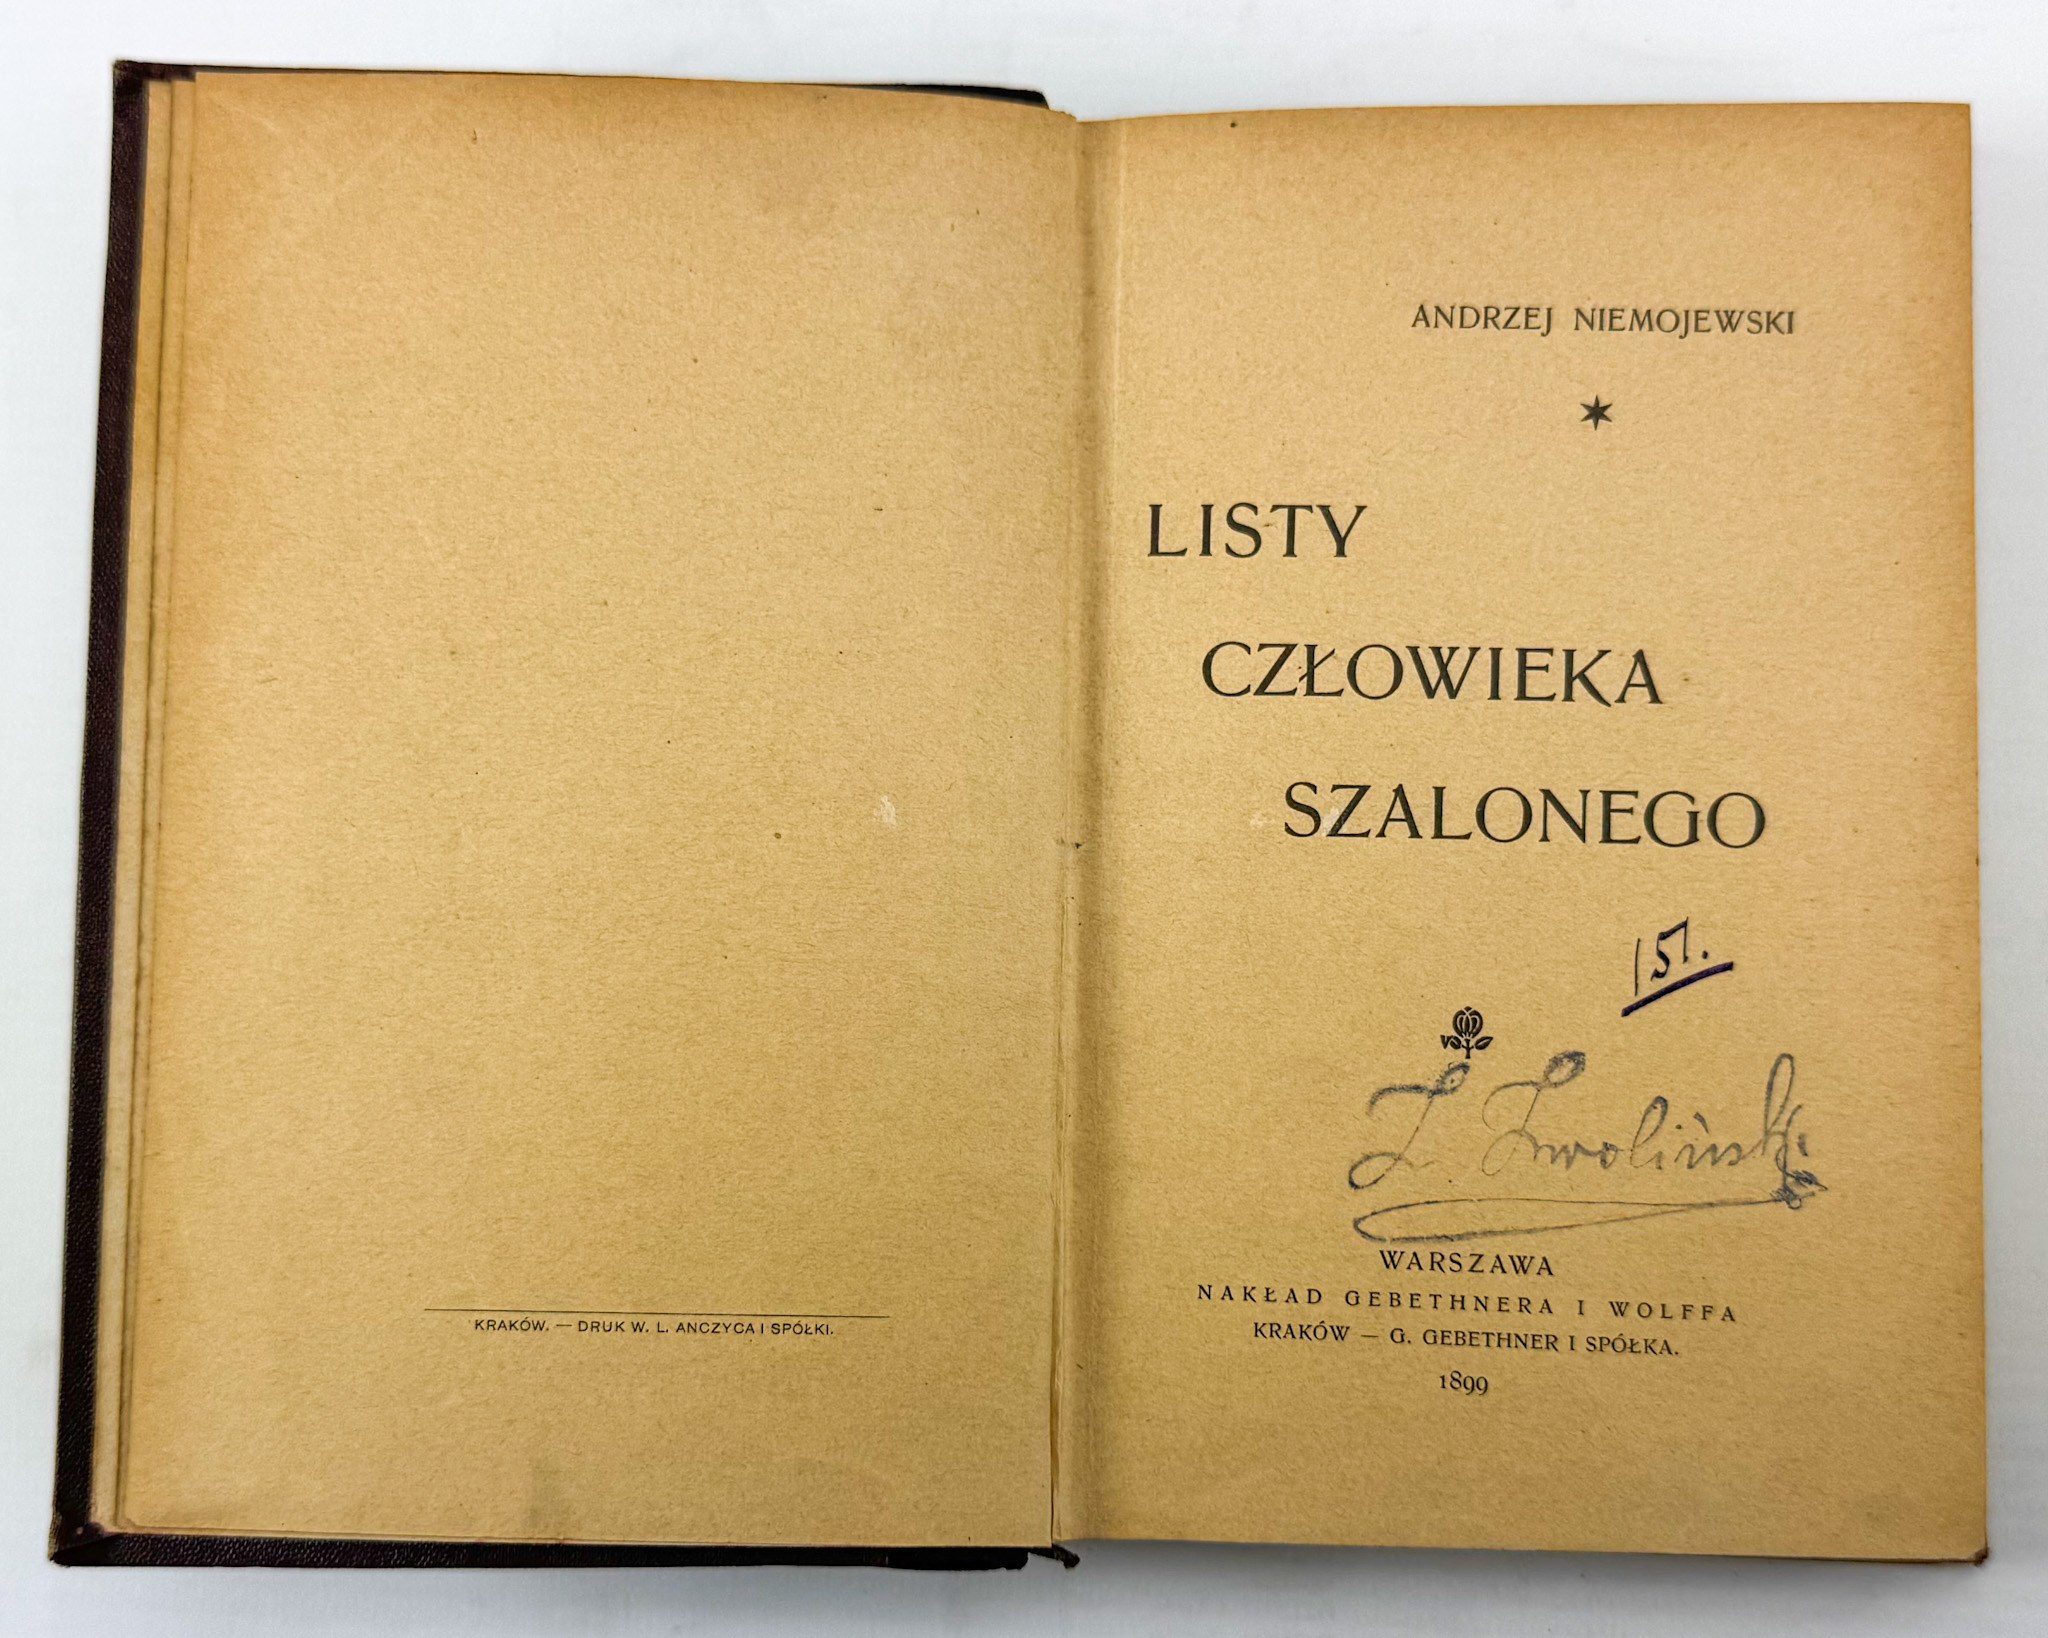 KRAKÓW. — DRUK W. L. ANCZYCA I SPÓŁKI.
ANDRZEJ NIEMOJEWSKI
LISTY
CZŁOWIEKA
SZALONEGO
151.
Z. Zwoliński
WARSZAWA
NAKŁAD GEBETHNERA I WOLFFA
KRAKÓW — G. GEBETHNER I SPÓŁKA.
1899